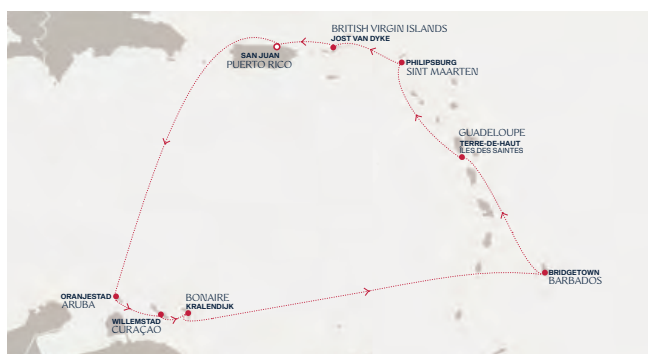 BRITISH VIRGIN ISLANDS
JOST VAN DYKE
SAN JUAN
PUERTO RICO
PHILIPSBURG
SINT MAARTEN
GUADELOUPE
TERRE-DE-HAUT
ÎLES DES SAINTES
BRIDGETOWN
BARBADOS
ORANJESTAD
ARUBA
BONAIRE
KRALENDIJK
WILLEMSTAD
CURAÇAO